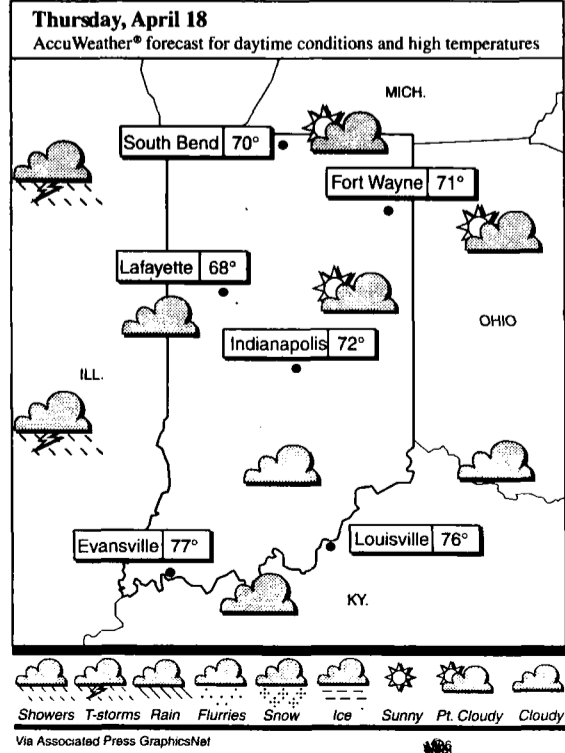 Thursday, April 18
AccuWeather® forecast for daytime conditions and high temperatures
MICH.
South Bend 70°
Fort Wayne 71°
Lafayette 68°
OHIO
Indianapolis 72°
ILL.
Evansville 77°
Louisville 76°
KY.
Showers T-storms Rain Flurries Snow Ice Sunny Pt. Cloudy Cloudy
Via Associated Press GraphicsNet